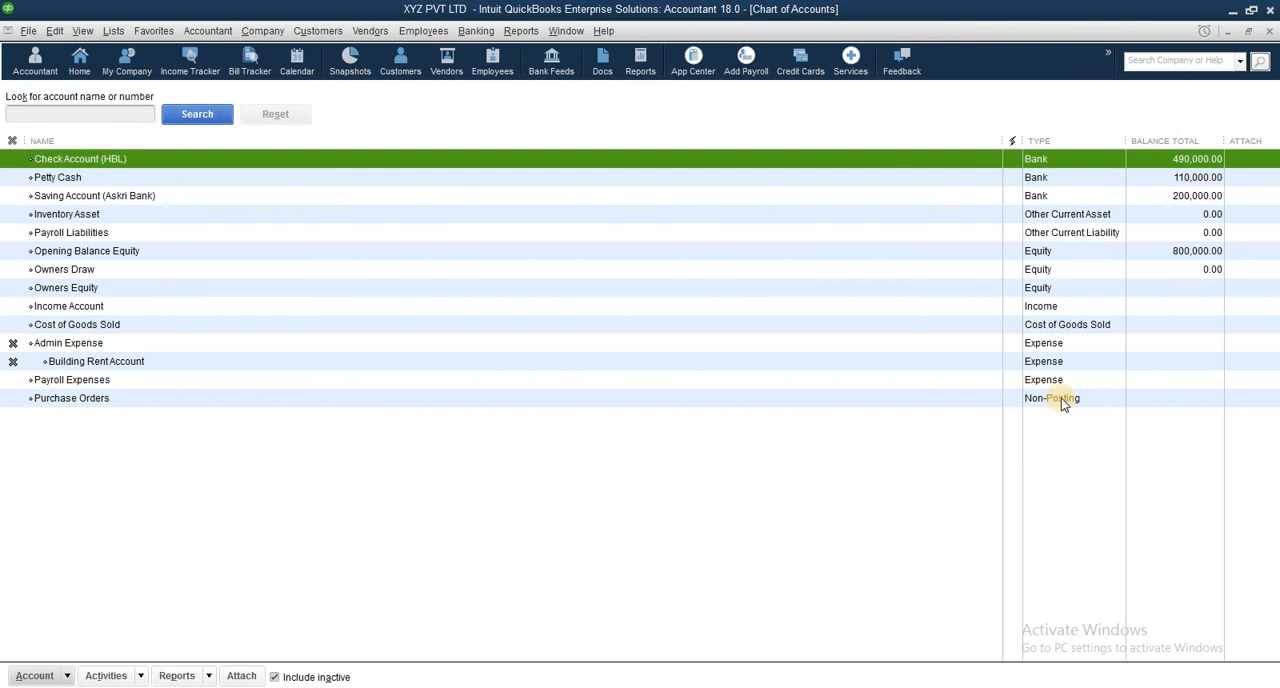 XYZ PVT LTD - Intuit QuickBooks Enterprise Solutions: Accountant 18.0 - [Chart of Accounts]
File Edit View Lists Favorites Accountant Company Customers Vendors Employees Banking Reports Window Help
Accountant Home My Company Income Tracker Bill Tracker Calendar Snapshots Customers Vendors Employees Bank Feeds Docs Reports App Center Add Payroll Credit Cards Services Feedback
Search Company or Help
Look for account name or number
Search Reset
NAME TYPE BALANCE TOTAL ATTACH
Check Account (HBL) Bank 490,000.00
Petty Cash Bank 110,000.00
Saving Account (Askri Bank) Bank 200,000.00
Inventory Asset Other Current Asset 0.00
Payroll Liabilities Other Current Liability 0.00
Opening Balance Equity Equity 800,000.00
Owners Draw Equity 0.00
Owners Equity Equity
Income Account Income
Cost of Goods Sold Cost of Goods Sold
Admin Expense Expense
Building Rent Account Expense
Payroll Expenses Expense
Purchase Orders Non-Posting
Activate Windows
Go to PC settings to activate Windows.
Account Activities Reports Attach Include inactive